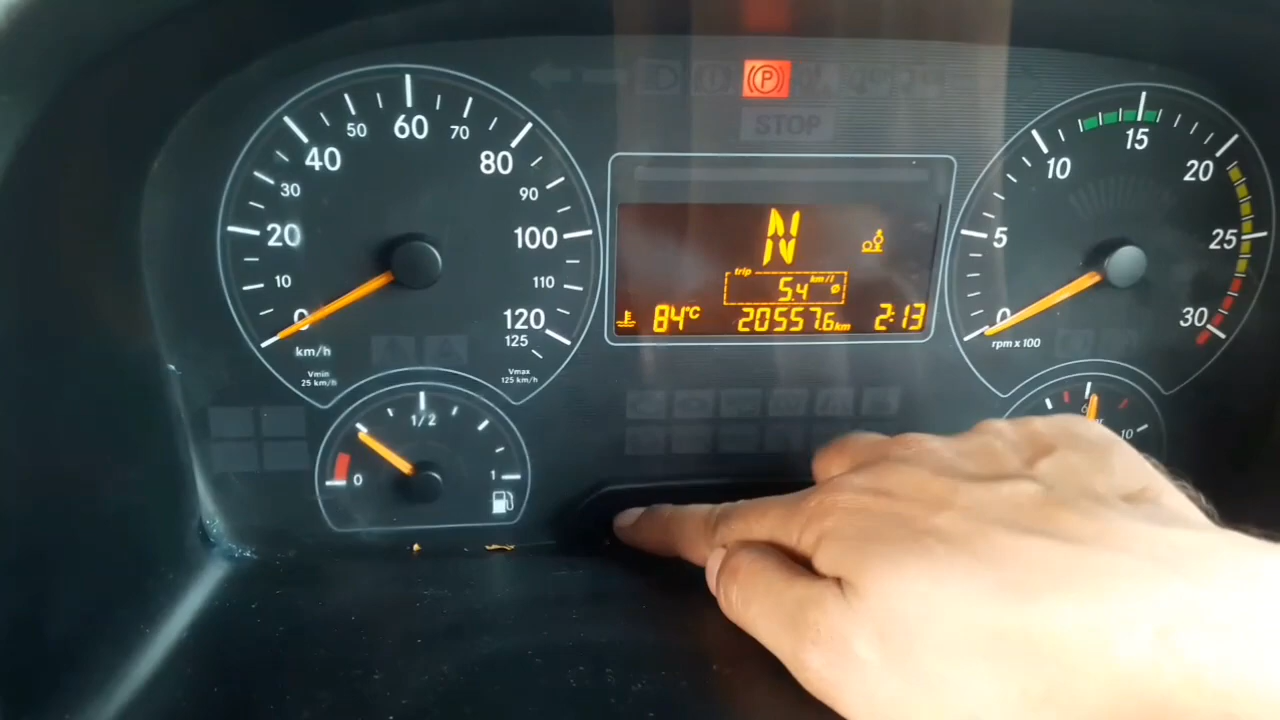 P
STOP
50 60 70
40 80
30 90
20 100
10 110
0 120
125
km/h
Vmin
25 km/h
Vmax
125 km/h
N
trip
5.4 km/l ø
84°C 20557.6 km 2:13
15
10 20
5 25
0 30
rpm x 100
1/2
0 1
10